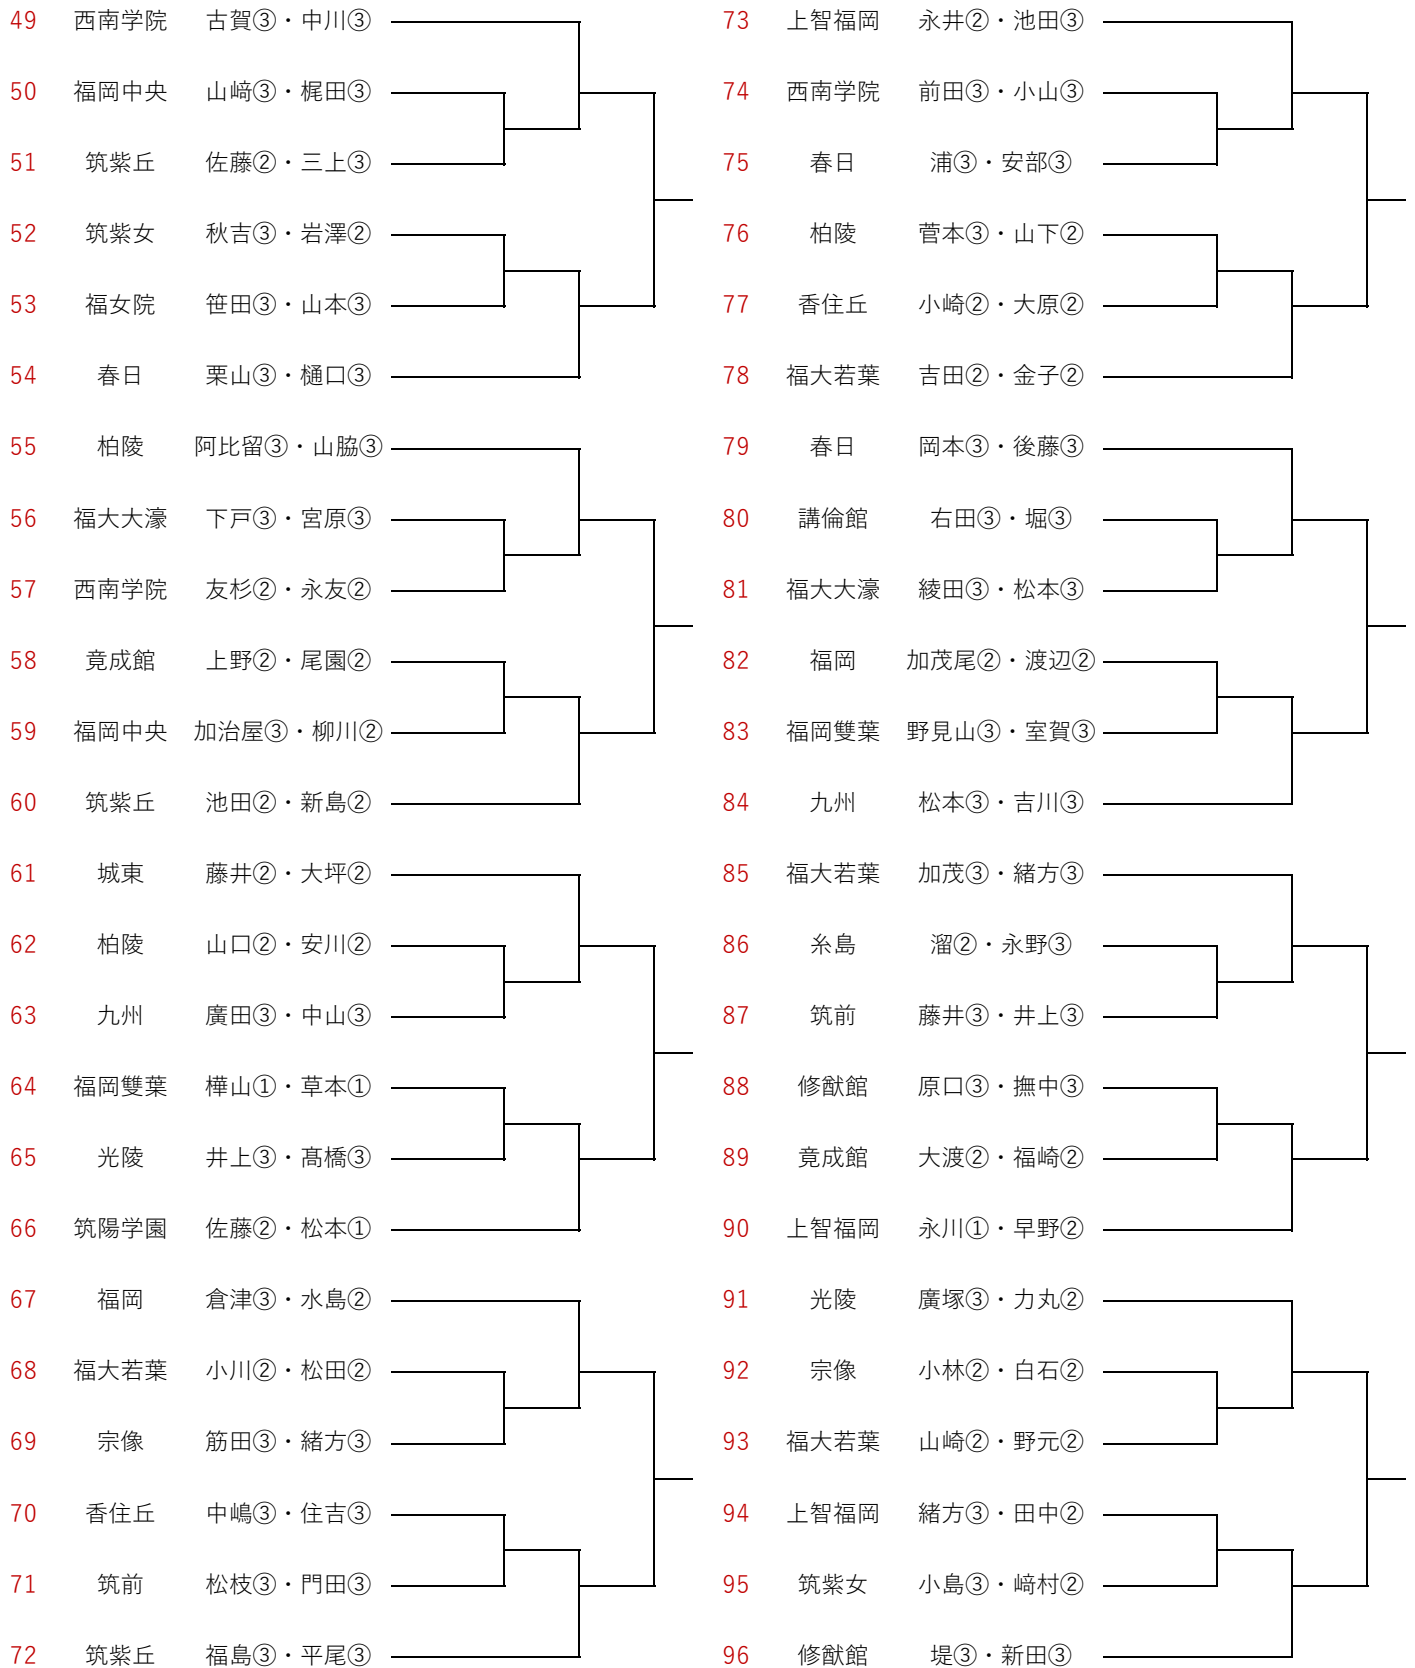 49 西南学院 古賀③・中川③
50 福岡中央 山﨑③・梶田③
51 筑紫丘 佐藤②・三上③
52 筑紫女 秋吉③・岩澤②
53 福女院 笹田③・山本③
54 春日 栗山③・樋口③
55 柏陵 阿比留③・山脇③
56 福大大濠 下戸③・宮原③
57 西南学院 友杉②・永友②
58 竟成館 上野②・尾園②
59 福岡中央 加治屋③・柳川②
60 筑紫丘 池田②・新島②
61 城東 藤井②・大坪②
62 柏陵 山口②・安川②
63 九州 廣田③・中山③
64 福岡雙葉 樺山①・草本①
65 光陵 井上③・髙橋③
66 筑陽学園 佐藤②・松本①
67 福岡 倉津③・水島②
68 福大若葉 小川②・松田②
69 宗像 筋田③・緒方③
70 香住丘 中嶋③・住吉③
71 筑前 松枝③・門田③
72 筑紫丘 福島③・平尾③
73 上智福岡 永井②・池田③
74 西南学院 前田③・小山③
75 春日 浦③・安部③
76 柏陵 菅本③・山下②
77 香住丘 小崎②・大原②
78 福大若葉 吉田②・金子②
79 春日 岡本③・後藤③
80 講倫館 右田③・堀③
81 福大大濠 綾田③・松本③
82 福岡 加茂尾②・渡辺②
83 福岡雙葉 野見山③・室賀③
84 九州 松本③・吉川③
85 福大若葉 加茂③・緒方③
86 糸島 溜②・永野③
87 筑前 藤井③・井上③
88 修猷館 原口③・撫中③
89 竟成館 大渡②・福崎②
90 上智福岡 永川①・早野②
91 光陵 廣塚③・力丸②
92 宗像 小林②・白石②
93 福大若葉 山崎②・野元②
94 上智福岡 緒方③・田中②
95 筑紫女 小島③・﨑村②
96 修猷館 堤③・新田③